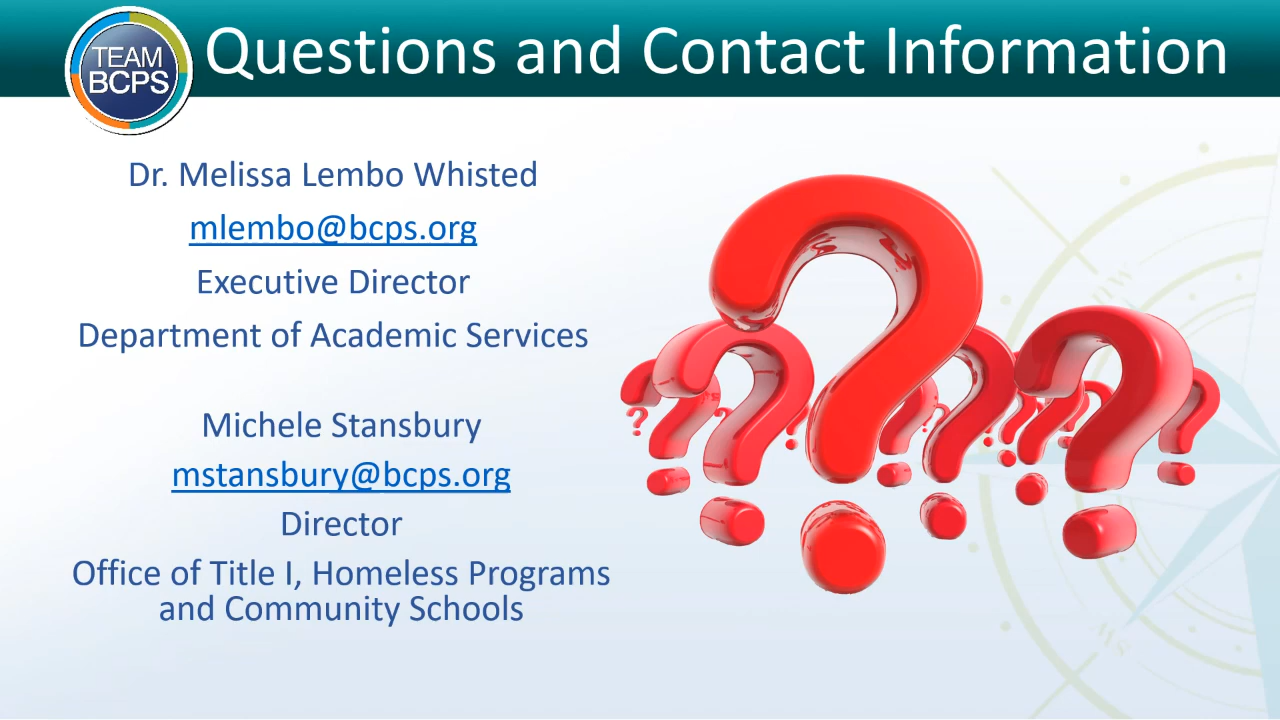 TEAM
BCPS
Questions and Contact Information
Dr. Melissa Lembo Whisted
mlembo@bcps.org
Executive Director
Department of Academic Services
Michele Stansbury
mstansbury@bcps.org
Director
Office of Title I, Homeless Programs
and Community Schools